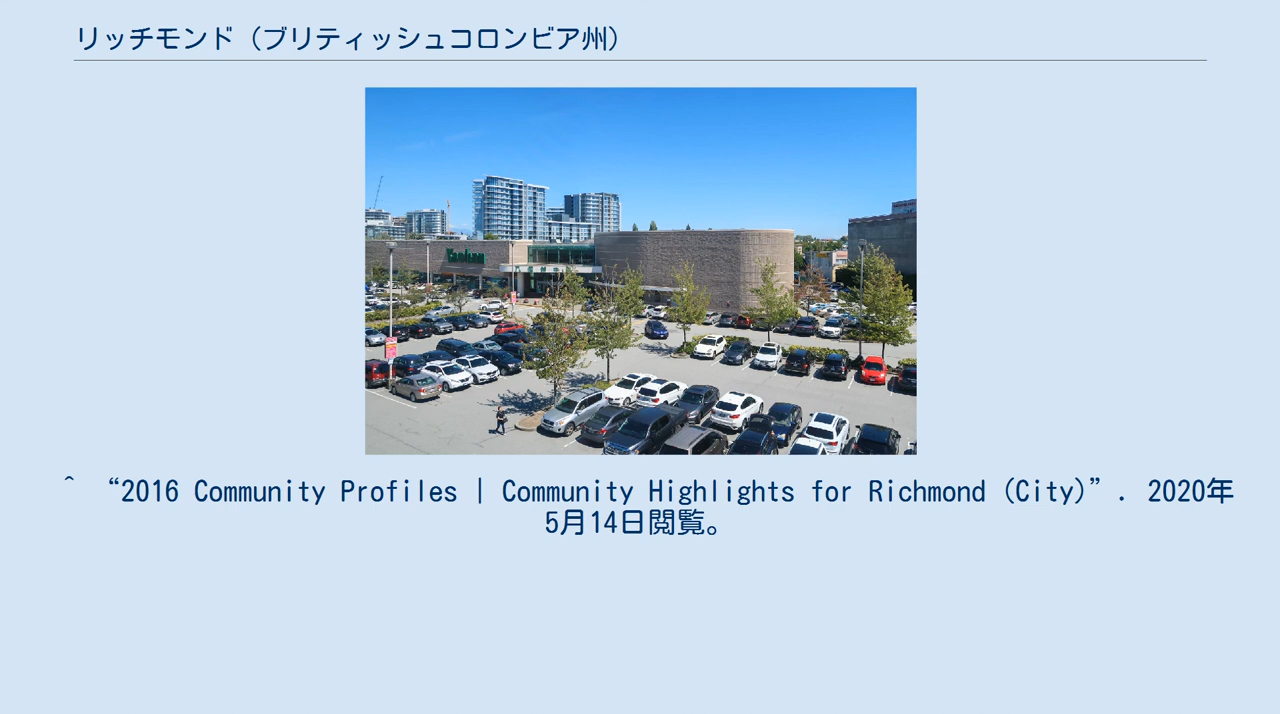 リッチモンド（ブリティッシュコロンビア州）
^ “2016 Community Profiles | Community Highlights for Richmond (City)”. 2020年
5月14日閲覧。